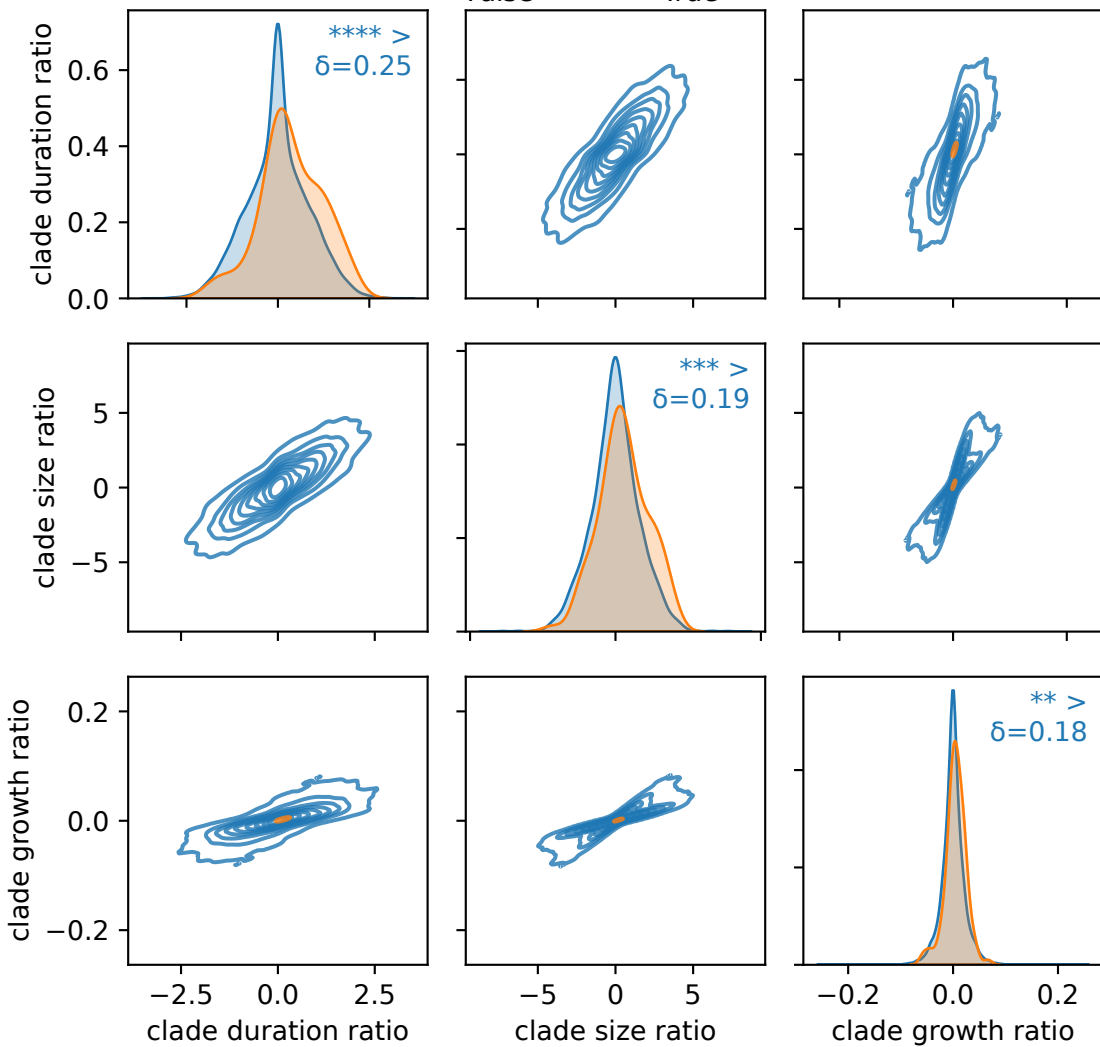 False True
clade duration ratio
0.6
0.4
0.2
0.0
**** >
δ=0.25
clade size ratio
5
0
−5
*** >
δ=0.19
clade growth ratio
0.2
0.0
−0.2
** >
δ=0.18
−2.5 0.0 2.5 −5 0 5 −0.2 0.0 0.2
clade duration ratio clade size ratio clade growth ratio